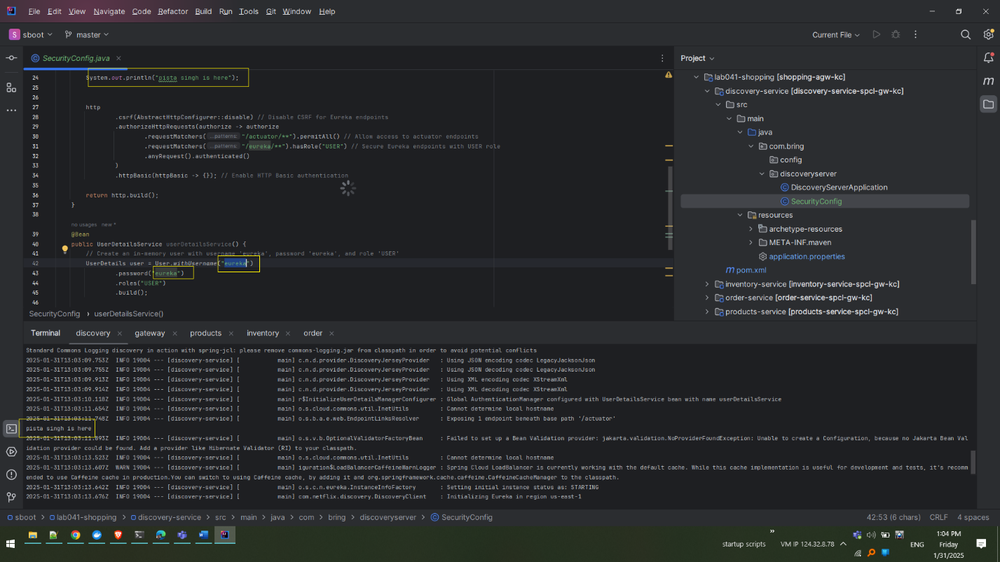 File Edit View Navigate Code Refactor Build Run Tools Git Window Help
S sboot master Current File
SecurityConfig.java
24 System.out.println("pista singh is here");
25
26
27 http
28 .csrf(AbstractHttpConfigurer::disable) // Disable CSRF for Eureka endpoints
29 .authorizeHttpRequests(authorize -> authorize
30 .requestMatchers( ...patterns: "/actuator/**").permitAll() // Allow access to actuator endpoints
31 .requestMatchers( ...patterns: "/eureka/**").hasRole("USER") // Secure Eureka endpoints with USER role
32 .anyRequest().authenticated()
33 )
34 .httpBasic(httpBasic -> {}); // Enable HTTP Basic authentication
35
36 return http.build();
37 }
38
no usages new *
39 @Bean
40 public UserDetailsService userDetailsService() {
41 // Create an in-memory user with username 'eureka', password 'eureka', and role 'USER'
42 UserDetails user = User.withUsername("eureka")
43 .password("eureka")
44 .roles("USER")
45 .build();
46
SecurityConfig › userDetailsService()
Project
lab041-shopping [shopping-agw-kc]
discovery-service [discovery-service-spcl-gw-kc]
src
main
java
com.bring
config
discoveryserver
DiscoveryServerApplication
SecurityConfig
resources
archetype-resources
META-INF.maven
application.properties
m pom.xml
inventory-service [inventory-service-spcl-gw-kc]
order-service [order-service-spcl-gw-kc]
products-service [products-service-spcl-gw-kc]
m
Terminal discovery gateway products inventory order
Standard Commons Logging discovery in action with spring-jcl: please remove commons-logging.jar from classpath in order to avoid potential conflicts
2025-01-31T13:03:09.753Z INFO 19004 --- [discovery-service] [ main] c.n.d.provider.DiscoveryJerseyProvider : Using JSON encoding codec LegacyJacksonJson
2025-01-31T13:03:09.755Z INFO 19004 --- [discovery-service] [ main] c.n.d.provider.DiscoveryJerseyProvider : Using JSON decoding codec LegacyJacksonJson
2025-01-31T13:03:09.913Z INFO 19004 --- [discovery-service] [ main] c.n.d.provider.DiscoveryJerseyProvider : Using XML encoding codec XStreamXml
2025-01-31T13:03:09.914Z INFO 19004 --- [discovery-service] [ main] c.n.d.provider.DiscoveryJerseyProvider : Using XML decoding codec XStreamXml
2025-01-31T13:03:10.118Z INFO 19004 --- [discovery-service] [ main] r$InitializeUserDetailsManagerConfigurer : Global AuthenticationManager configured with UserDetailsService bean with name userDetailsService
2025-01-31T13:03:11.654Z INFO 19004 --- [discovery-service] [ main] o.s.cloud.commons.util.InetUtils : Cannot determine local hostname
2025-01-31T13:03:11.748Z INFO 19004 --- [discovery-service] [ main] o.s.b.a.e.web.EndpointLinksResolver : Exposing 1 endpoint beneath base path '/actuator'
pista singh is here
2025-01-31T13:03:11.893Z INFO 19004 --- [discovery-service] [ main] o.s.v.b.OptionalValidatorFactoryBean : Failed to set up a Bean Validation provider: jakarta.validation.NoProviderFoundException: Unable to create a Configuration, because no Jakarta Bean Val
idation provider could be found. Add a provider like Hibernate Validator (RI) to your classpath.
2025-01-31T13:03:13.523Z INFO 19004 --- [discovery-service] [ main] o.s.cloud.commons.util.InetUtils : Cannot determine local hostname
2025-01-31T13:03:13.607Z WARN 19004 --- [discovery-service] [ main] iguration$LoadBalancerCaffeineWarnLogger : Spring Cloud LoadBalancer is currently working with the default cache. While this cache implementation is useful for development and tests, it's recomm
ended to use Caffeine cache in production.You can switch to using Caffeine cache, by adding it and org.springframework.cache.caffeine.CaffeineCacheManager to the classpath.
2025-01-31T13:03:13.642Z INFO 19004 --- [discovery-service] [ main] o.s.c.n.eureka.InstanceInfoFactory : Setting initial instance status as: STARTING
2025-01-31T13:03:13.676Z INFO 19004 --- [discovery-service] [ main] com.netflix.discovery.DiscoveryClient : Initializing Eureka in region us-east-1
sboot › lab041-shopping › discovery-service › src › main › java › com › bring › discoveryserver › SecurityConfig 42:53 (6 chars) CRLF 4 spaces
startup scripts » VM IP 124.32.8.78 ENG
1:04 PM
Friday
1/31/2025